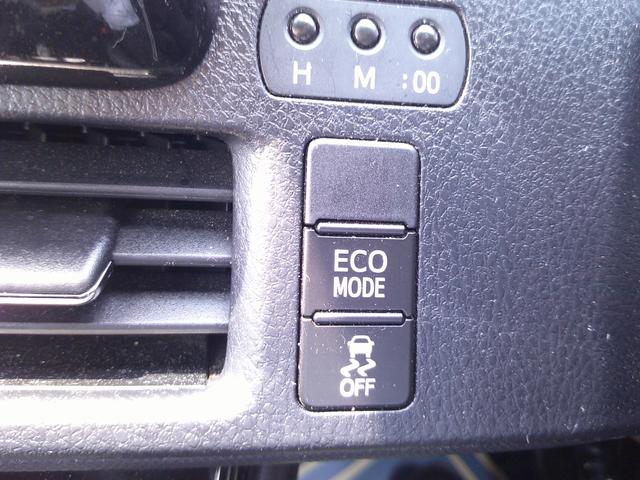 H M :00
ECO
MODE
OFF